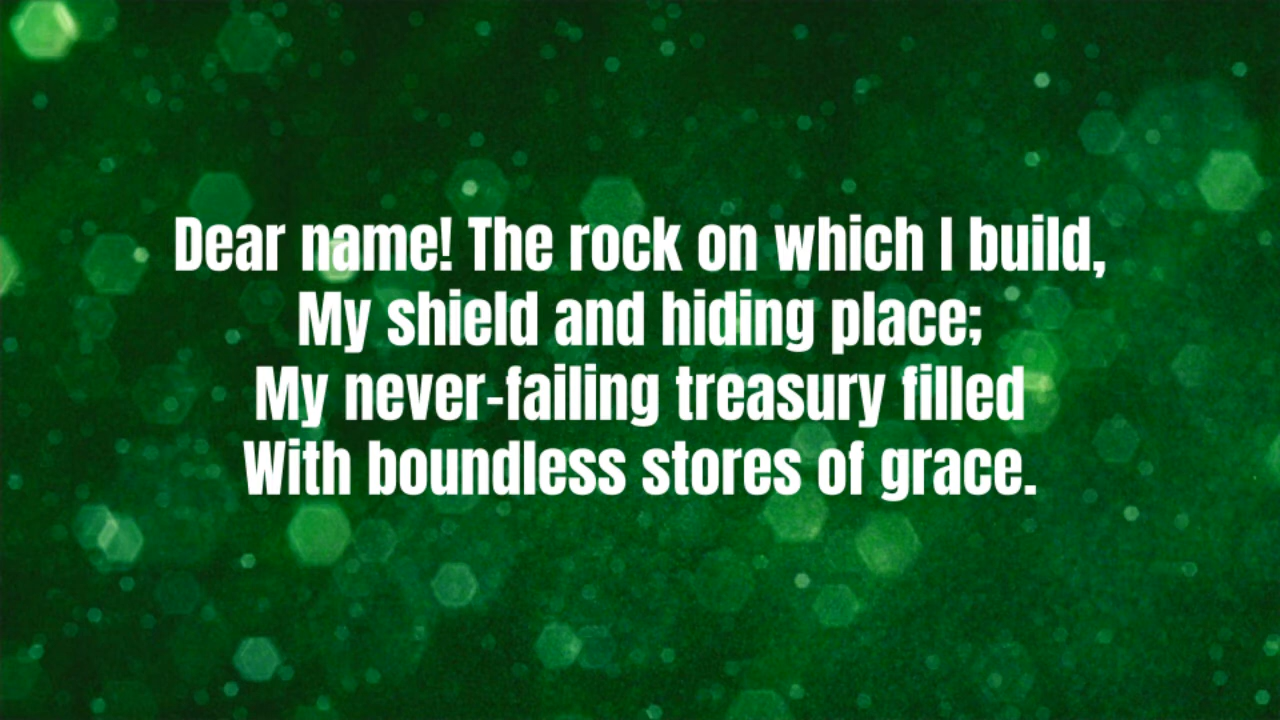 Dear name! The rock on which I build,
My shield and hiding place;
My never-failing treasury filled
With boundless stores of grace.